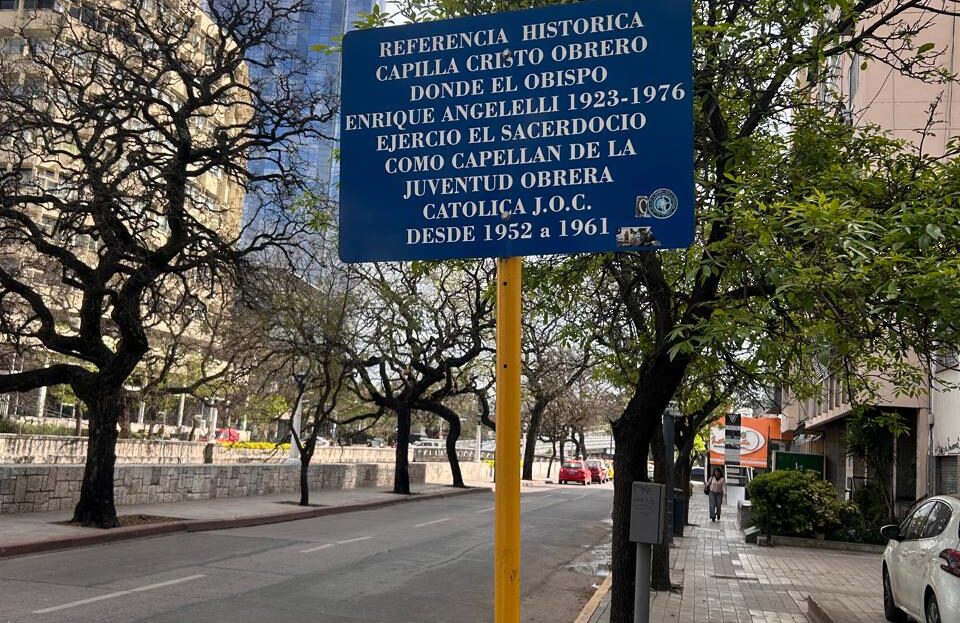 REFERENCIA HISTORICA
CAPILLA CRISTO OBRERO
DONDE EL OBISPO
ENRIQUE ANGELELLI 1923-1976
EJERCIO EL SACERDOCIO
COMO CAPELLAN DE LA
JUVENTUD OBRERA
CATOLICA J.O.C.
DESDE 1952 a 1961